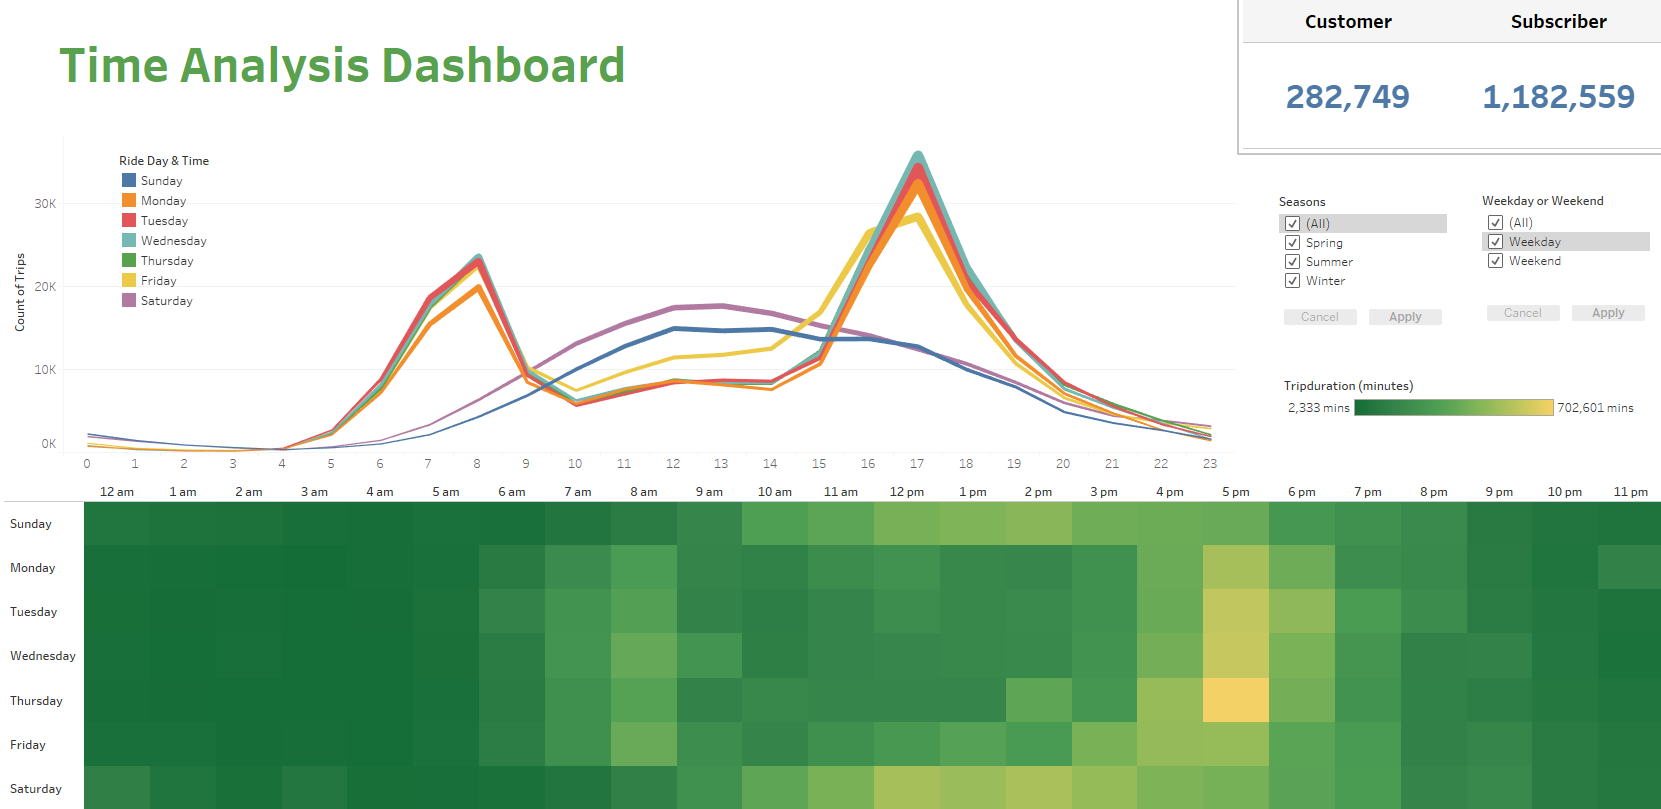 Time Analysis Dashboard
Customer Subscriber
282,749 1,182,559
Ride Day & Time
Sunday
Monday
Tuesday
Wednesday
Thursday
Friday
Saturday
Count of Trips
30K
20K
10K
0K
0 1 2 3 4 5 6 7 8 9 10 11 12 13 14 15 16 17 18 19 20 21 22 23
Seasons
(All)
Spring
Summer
Winter
Cancel Apply
Weekday or Weekend
(All)
Weekday
Weekend
Cancel Apply
Tripduration (minutes)
2,333 mins 702,601 mins
12 am 1 am 2 am 3 am 4 am 5 am 6 am 7 am 8 am 9 am 10 am 11 am 12 pm 1 pm 2 pm 3 pm 4 pm 5 pm 6 pm 7 pm 8 pm 9 pm 10 pm 11 pm
Sunday
Monday
Tuesday
Wednesday
Thursday
Friday
Saturday